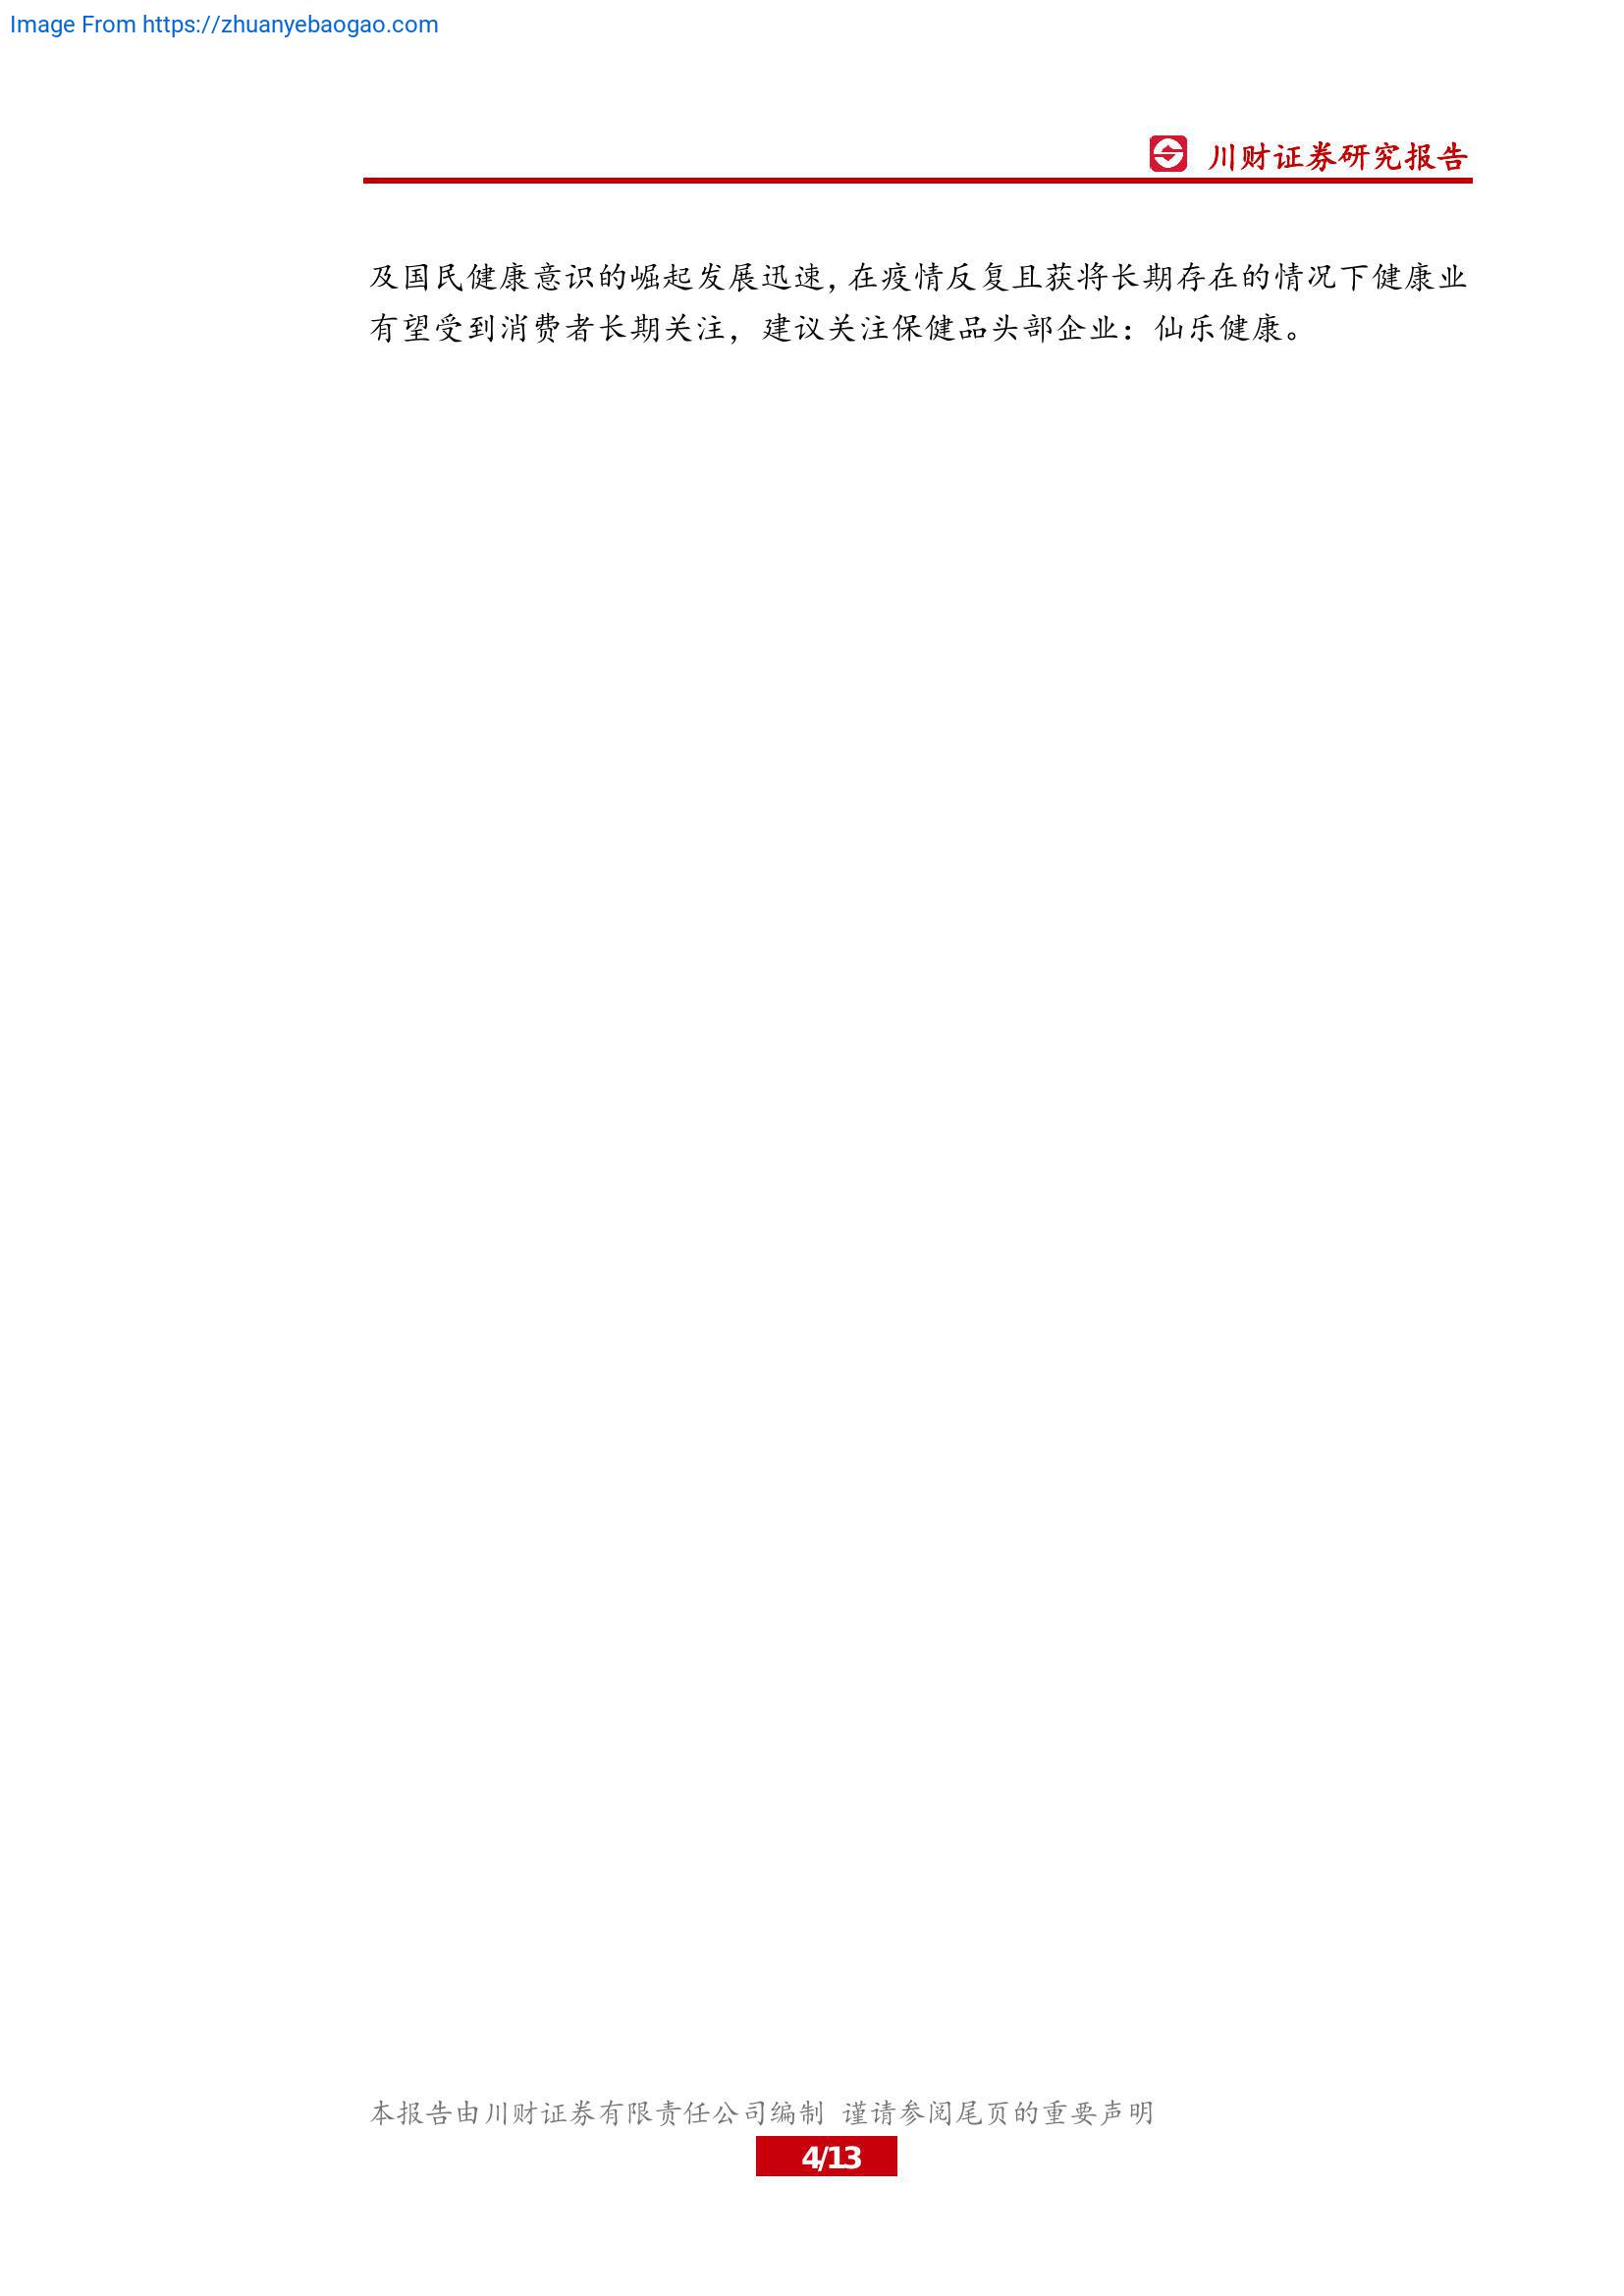 Image From https://zhuanyebaogao.com
川财证券研究报告
及国民健康意识的崛起发展迅速，在疫情反复且获将长期存在的情况下健康业
有望受到消费者长期关注，建议关注保健品头部企业：仙乐健康。
本报告由川财证券有限责任公司编制 谨请参阅尾页的重要声明
4/13